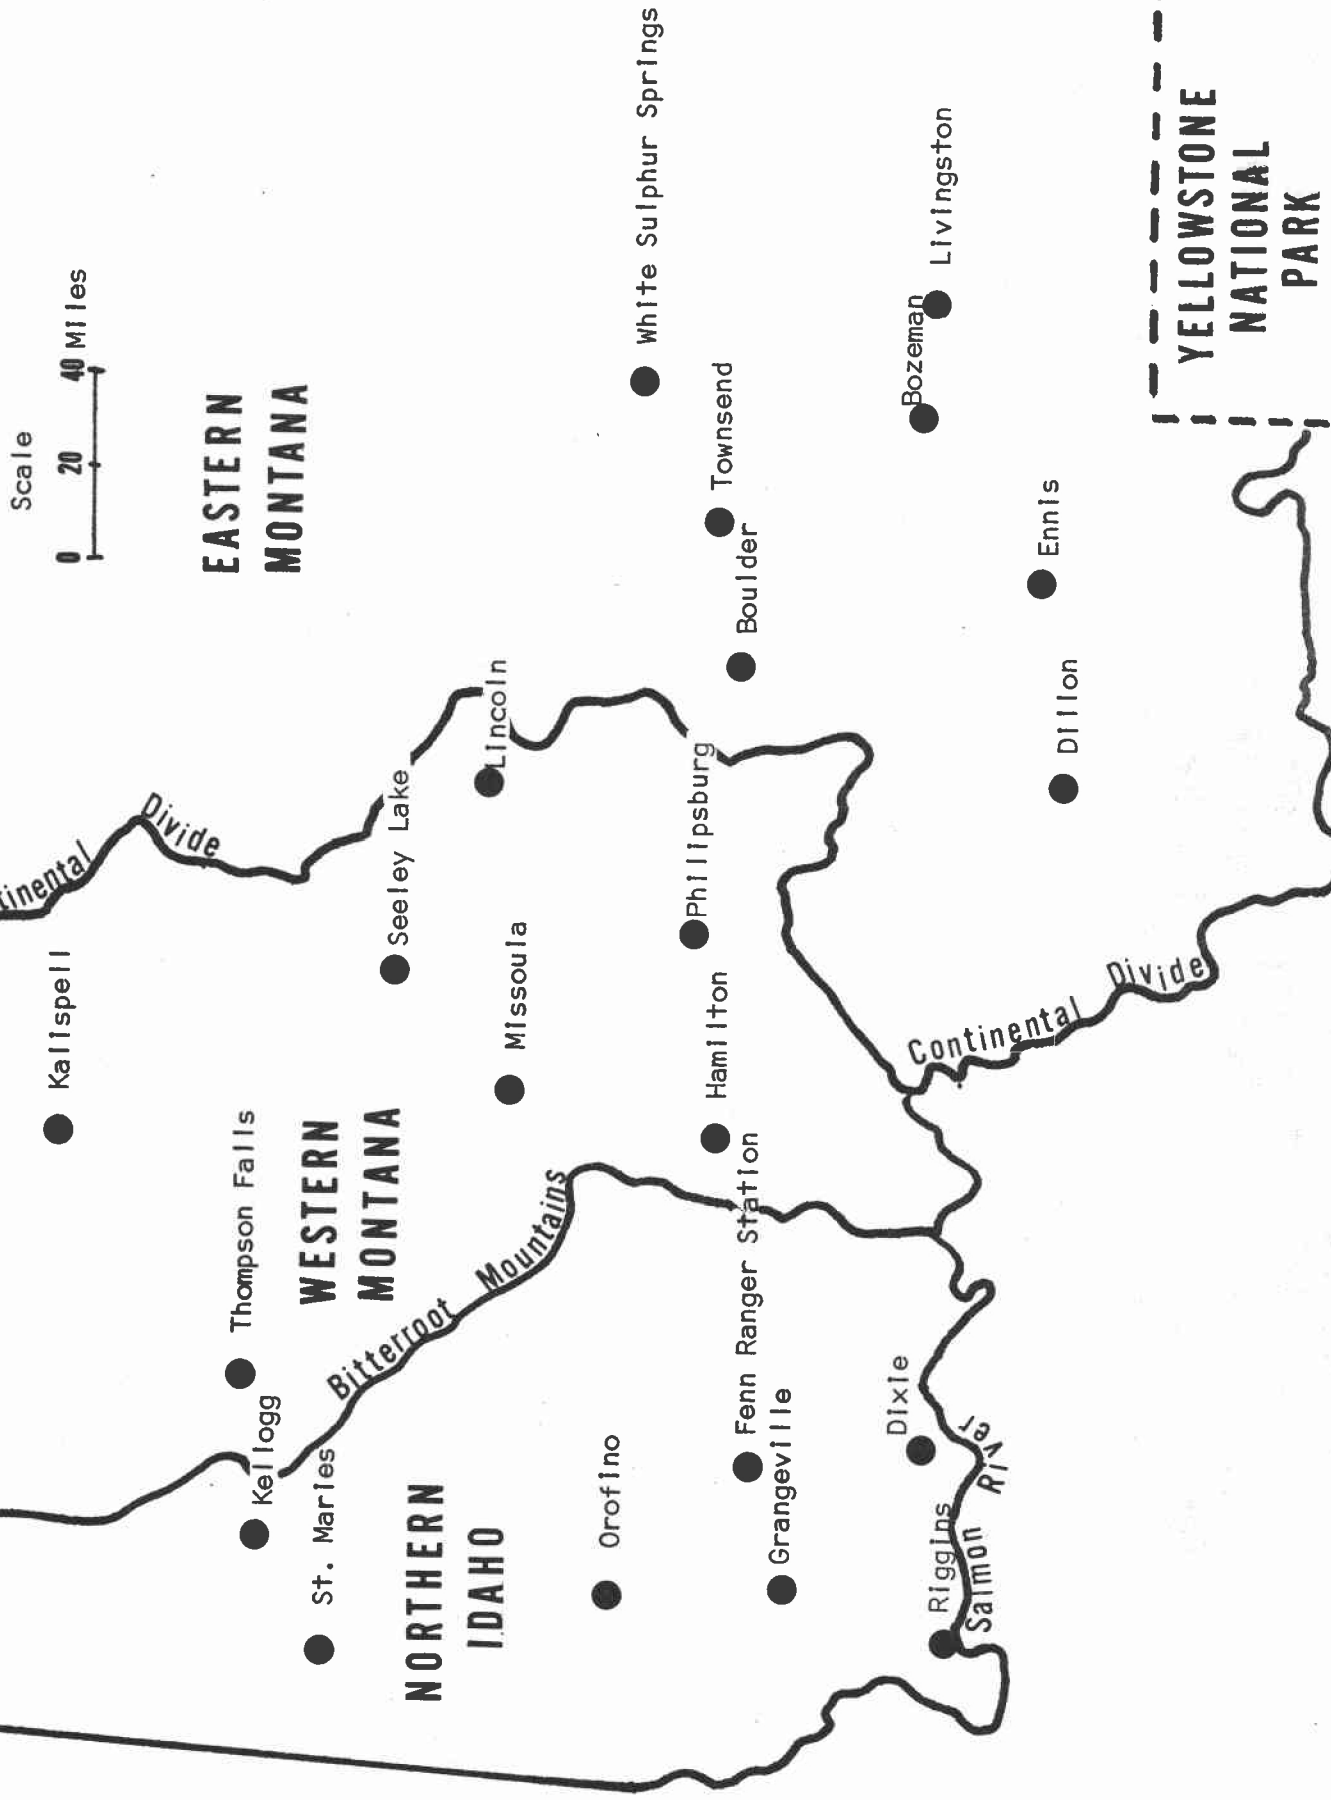 Scale
0 20 40 Miles
EASTERN
MONTANA
tinental
Divide
Kalispell
Thompson Falls
WESTERN
MONTANA
Kellogg
St. Maries
Bitterroot
Mountains
Seeley Lake
Lincoln
Missoula
NORTHERN
IDAHO
Orofino
White Sulphur Springs
Townsend
Boulder
Phillipsburg
Hamilton
Fenn Ranger Station
Grangeville
Bozeman
Livingston
Dixie
Riggins
Salmon
River
Continental
Divide
Ennis
Dillon
YELLOWSTONE
NATIONAL
PARK